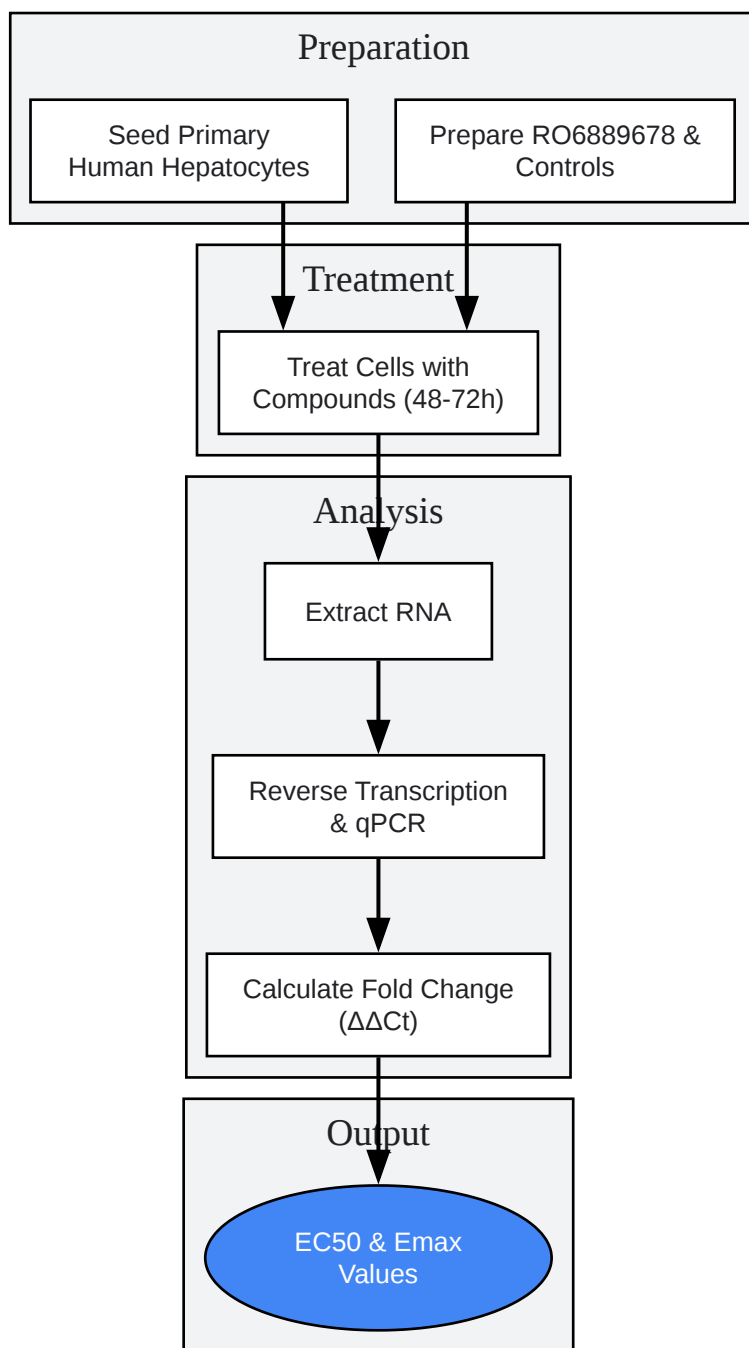 Preparation
Seed Primary
Human Hepatocytes
Prepare RO6889678 &
Controls
Treatment
Treat Cells with
Compounds (48-72h)
Analysis
Extract RNA
Reverse Transcription
& qPCR
Calculate Fold Change
(ΔΔCt)
Output
EC50 & Emax
Values